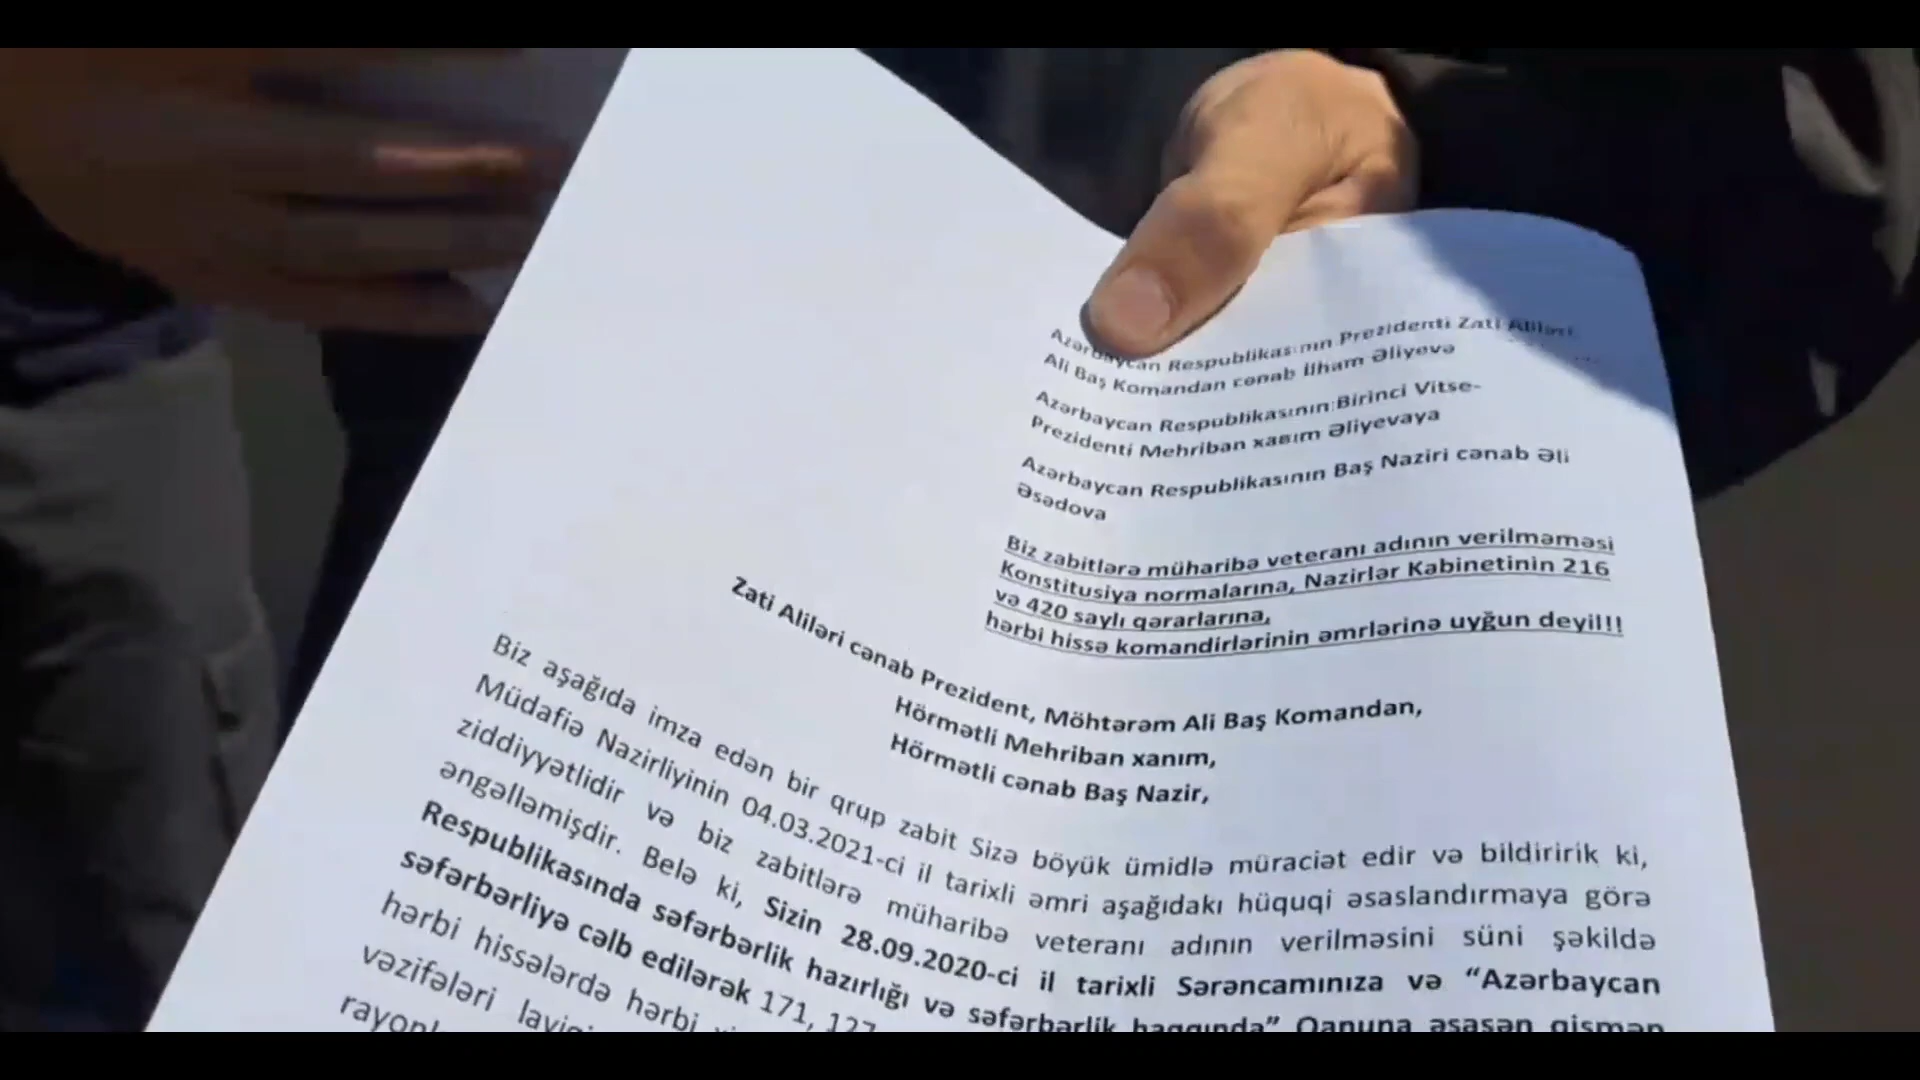 Azərbaycan Respublikasının Prezidenti Zati Aliləri
Ali Baş Komandan cənab İlham Əliyevə
Azərbaycan Respublikasının Birinci Vitse-
Prezidenti Mehriban xanım Əliyevaya
Azərbaycan Respublikasının Baş Naziri cənab Əli
Əsədova
Biz zabitlərə müharibə veteranı adının verilməməsi
Konstitusiya normalarına, Nazirlər Kabinetinin 216
və 420 saylı qərarlarına,
hərbi hissə komandirlərinin əmrlərinə uyğun deyil!!
Zati Aliləri cənab Prezident, Möhtərəm Ali Baş Komandan,
Hörmətli Mehriban xanım,
Hörmətli cənab Baş Nazir,
Biz aşağıda imza edən bir qrup zabit Sizə böyük ümidlə müraciət edir və bildiririk ki,
Müdafiə Nazirliyinin 04.03.2021-ci il tarixli əmri aşağıdakı hüquqi əsaslandırmaya görə
ziddiyyətlidir və biz zabitlərə müharibə veteranı adının verilməsini süni şəkildə
əngəlləmişdir. Belə ki, Sizin 28.09.2020-ci il tarixli Sərəncamınıza və “Azərbaycan
Respublikasında səfərbərlik hazırlığı və səfərbərlik haqqında” Qanuna əsasən qismən
səfərbərliyə cəlb edilərək 171, 127
hərbi hissələrdə hərbi
vəzifələri